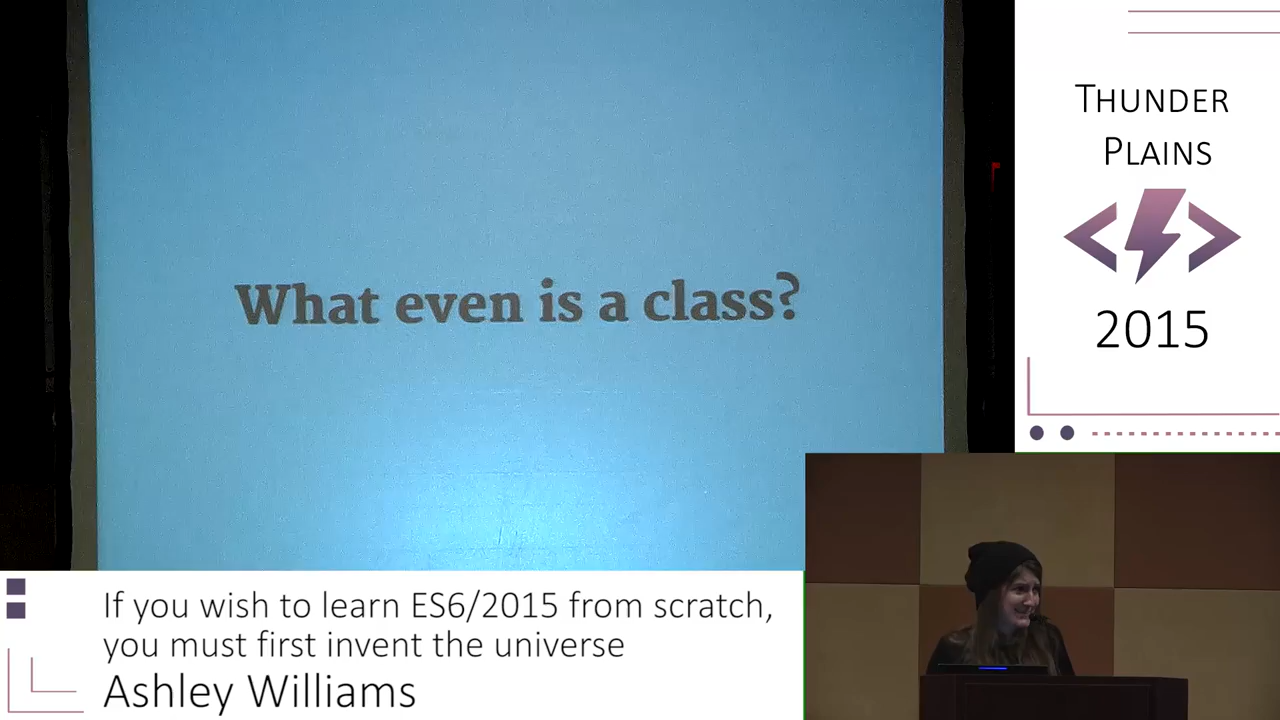 What even is a class?
THUNDER
PLAINS
2015
If you wish to learn ES6/2015 from scratch,
you must first invent the universe
Ashley Williams